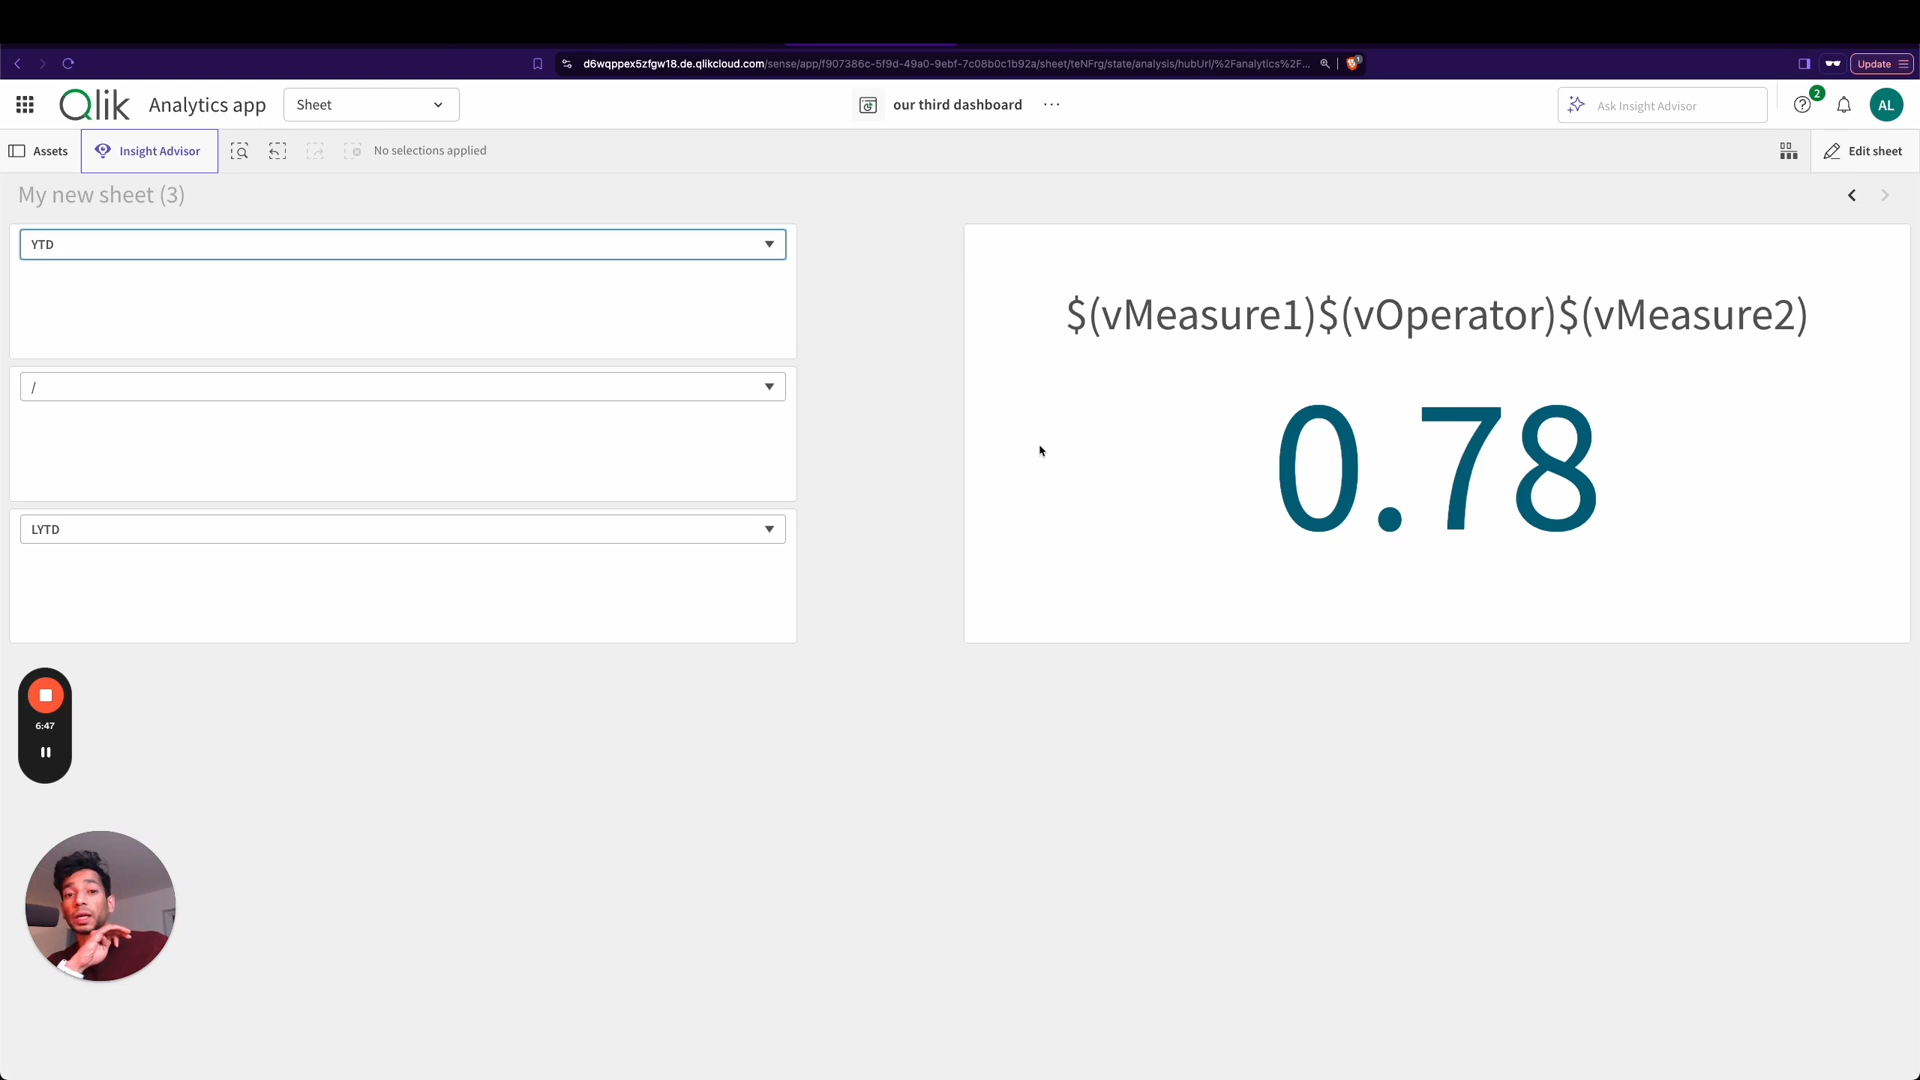 d6wqppex5zfgw18.de.qlikcloud.com/sense/app/f907386c-5f9d-49a0-9ebf-7c08b0c1b92a/sheet/teNFrg/state/analysis/hubUrl/%2Fanalytics%2F...
1
Update
Qlik
Analytics app
Sheet
our third dashboard
...
Ask Insight Advisor
2
AL
Assets
Insight Advisor
No selections applied
Edit sheet
My new sheet (3)
YTD
/
LYTD
$(vMeasure1)$(vOperator)$(vMeasure2)
0.78
6:47